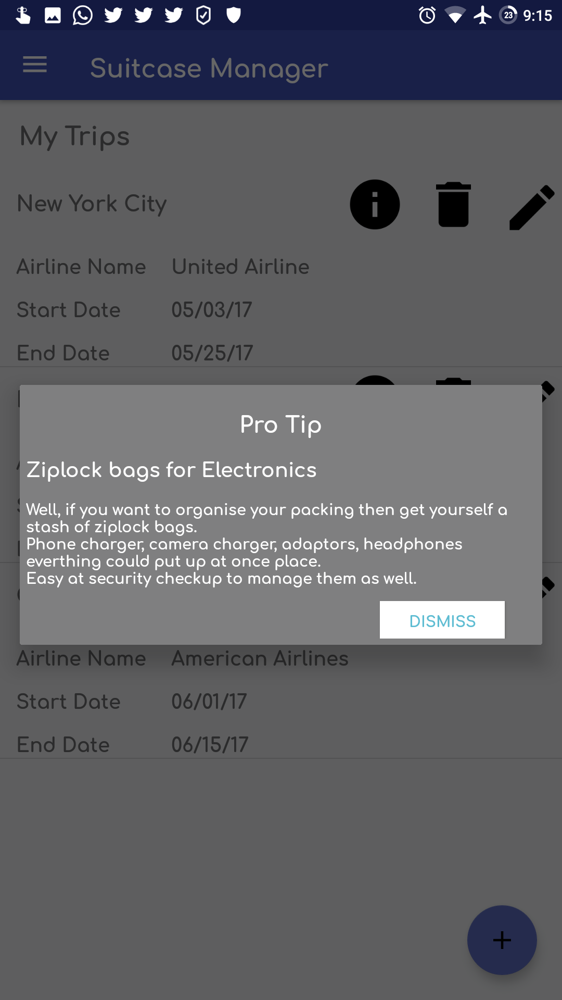 23 9:15
Suitcase Manager
My Trips
New York City
Airline Name United Airline
Start Date 05/03/17
End Date 05/25/17
Pro Tip
Ziplock bags for Electronics
Well, if you want to organise your packing then get yourself a
stash of ziplock bags.
Phone charger, camera charger, adaptors, headphones
everthing could put up at once place.
Easy at security checkup to manage them as well.
DISMISS
Airline Name American Airlines
Start Date 06/01/17
End Date 06/15/17